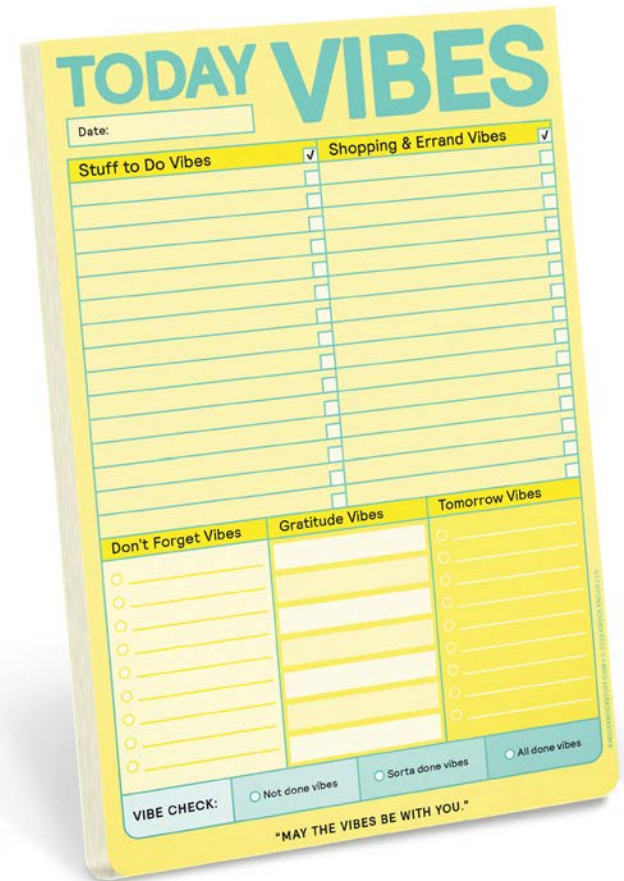 TODAY VIBES
Date:
Stuff to Do Vibes ✓
Shopping & Errand Vibes ✓
Don't Forget Vibes
Gratitude Vibes
Tomorrow Vibes
VIBE CHECK:
Not done vibes
Sorta done vibes
All done vibes
"MAY THE VIBES BE WITH YOU."